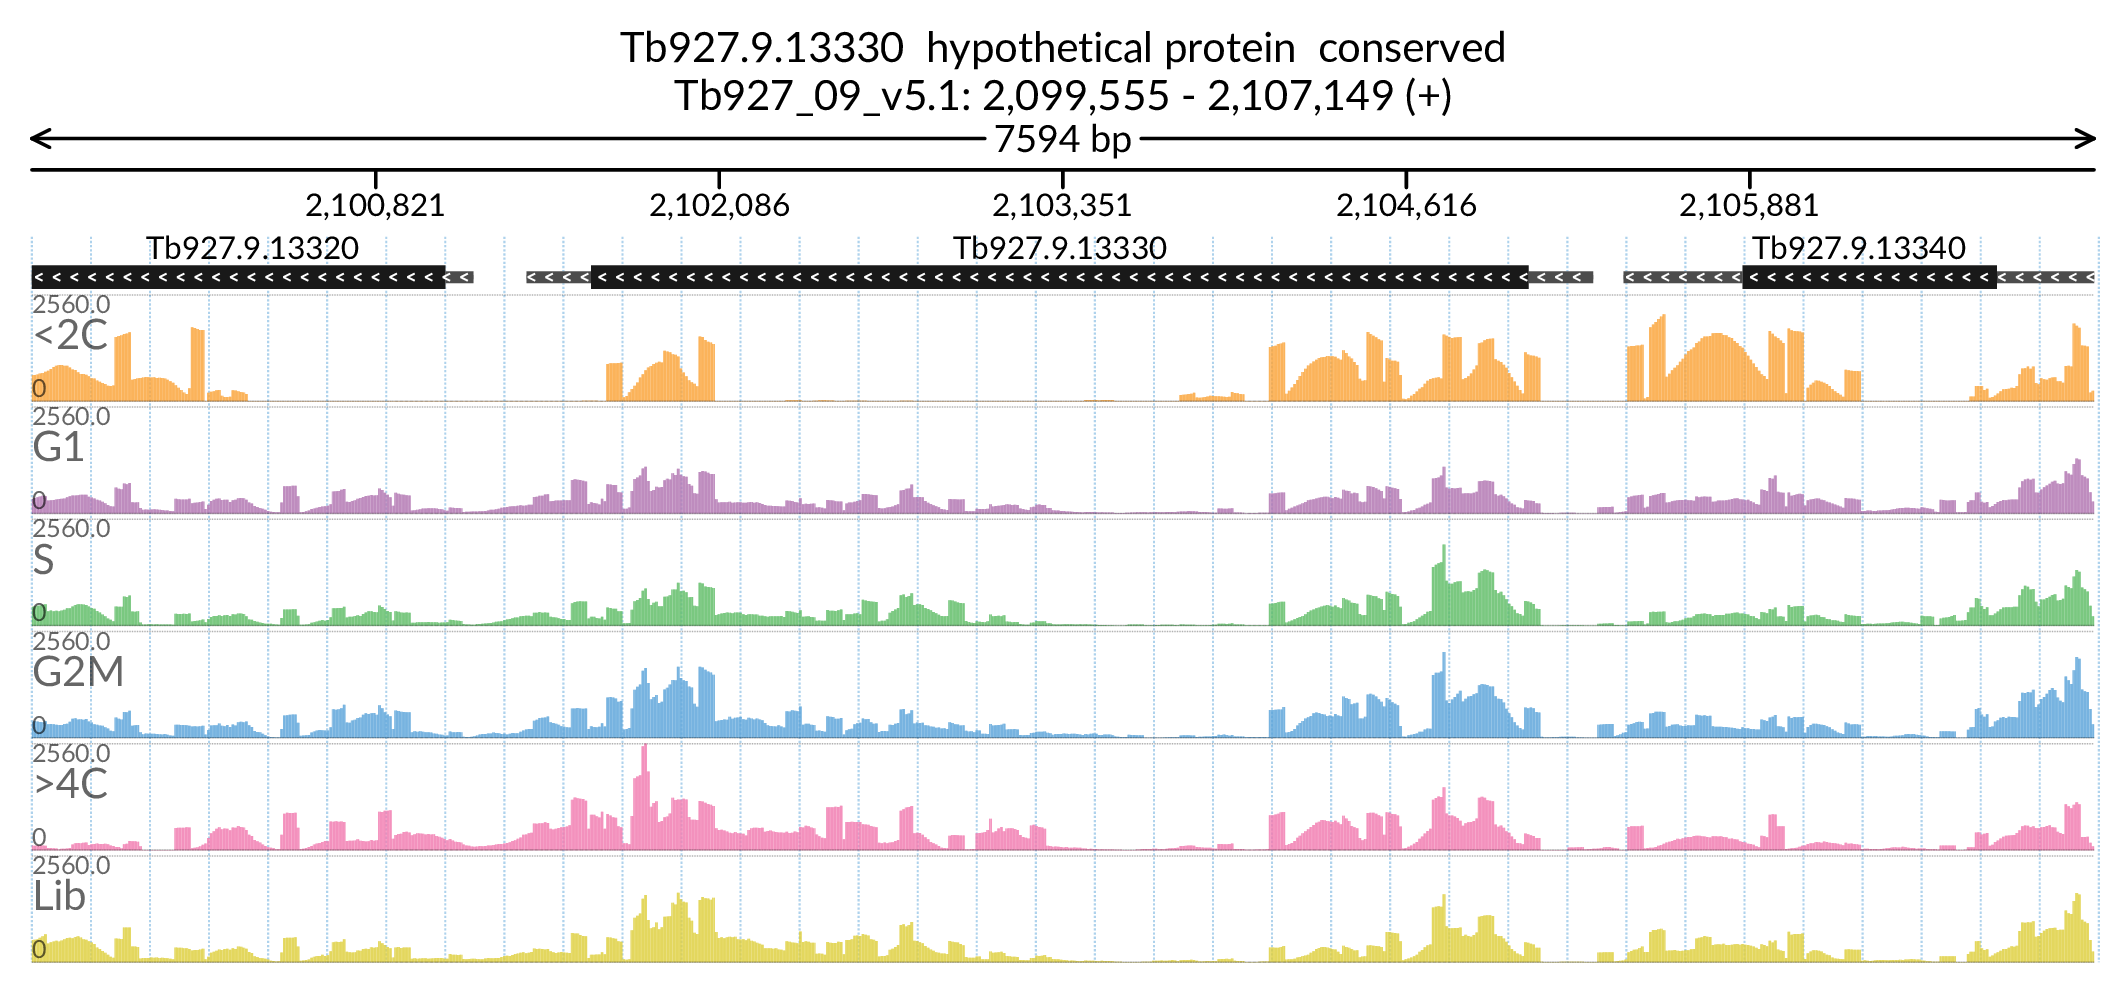 Tb927.9.13330  hypothetical protein  conserved
Tb927_09_v5.1: 2,099,555 - 2,107,149 (+)
7594 bp
2,100,821 2,102,086 2,103,351 2,104,616 2,105,881
Tb927.9.13320 Tb927.9.13330 Tb927.9.13340
2560.0
<2C
0
2560.0
G1
0
2560.0
S
0
2560.0
G2M
0
2560.0
>4C
0
2560.0
Lib
0